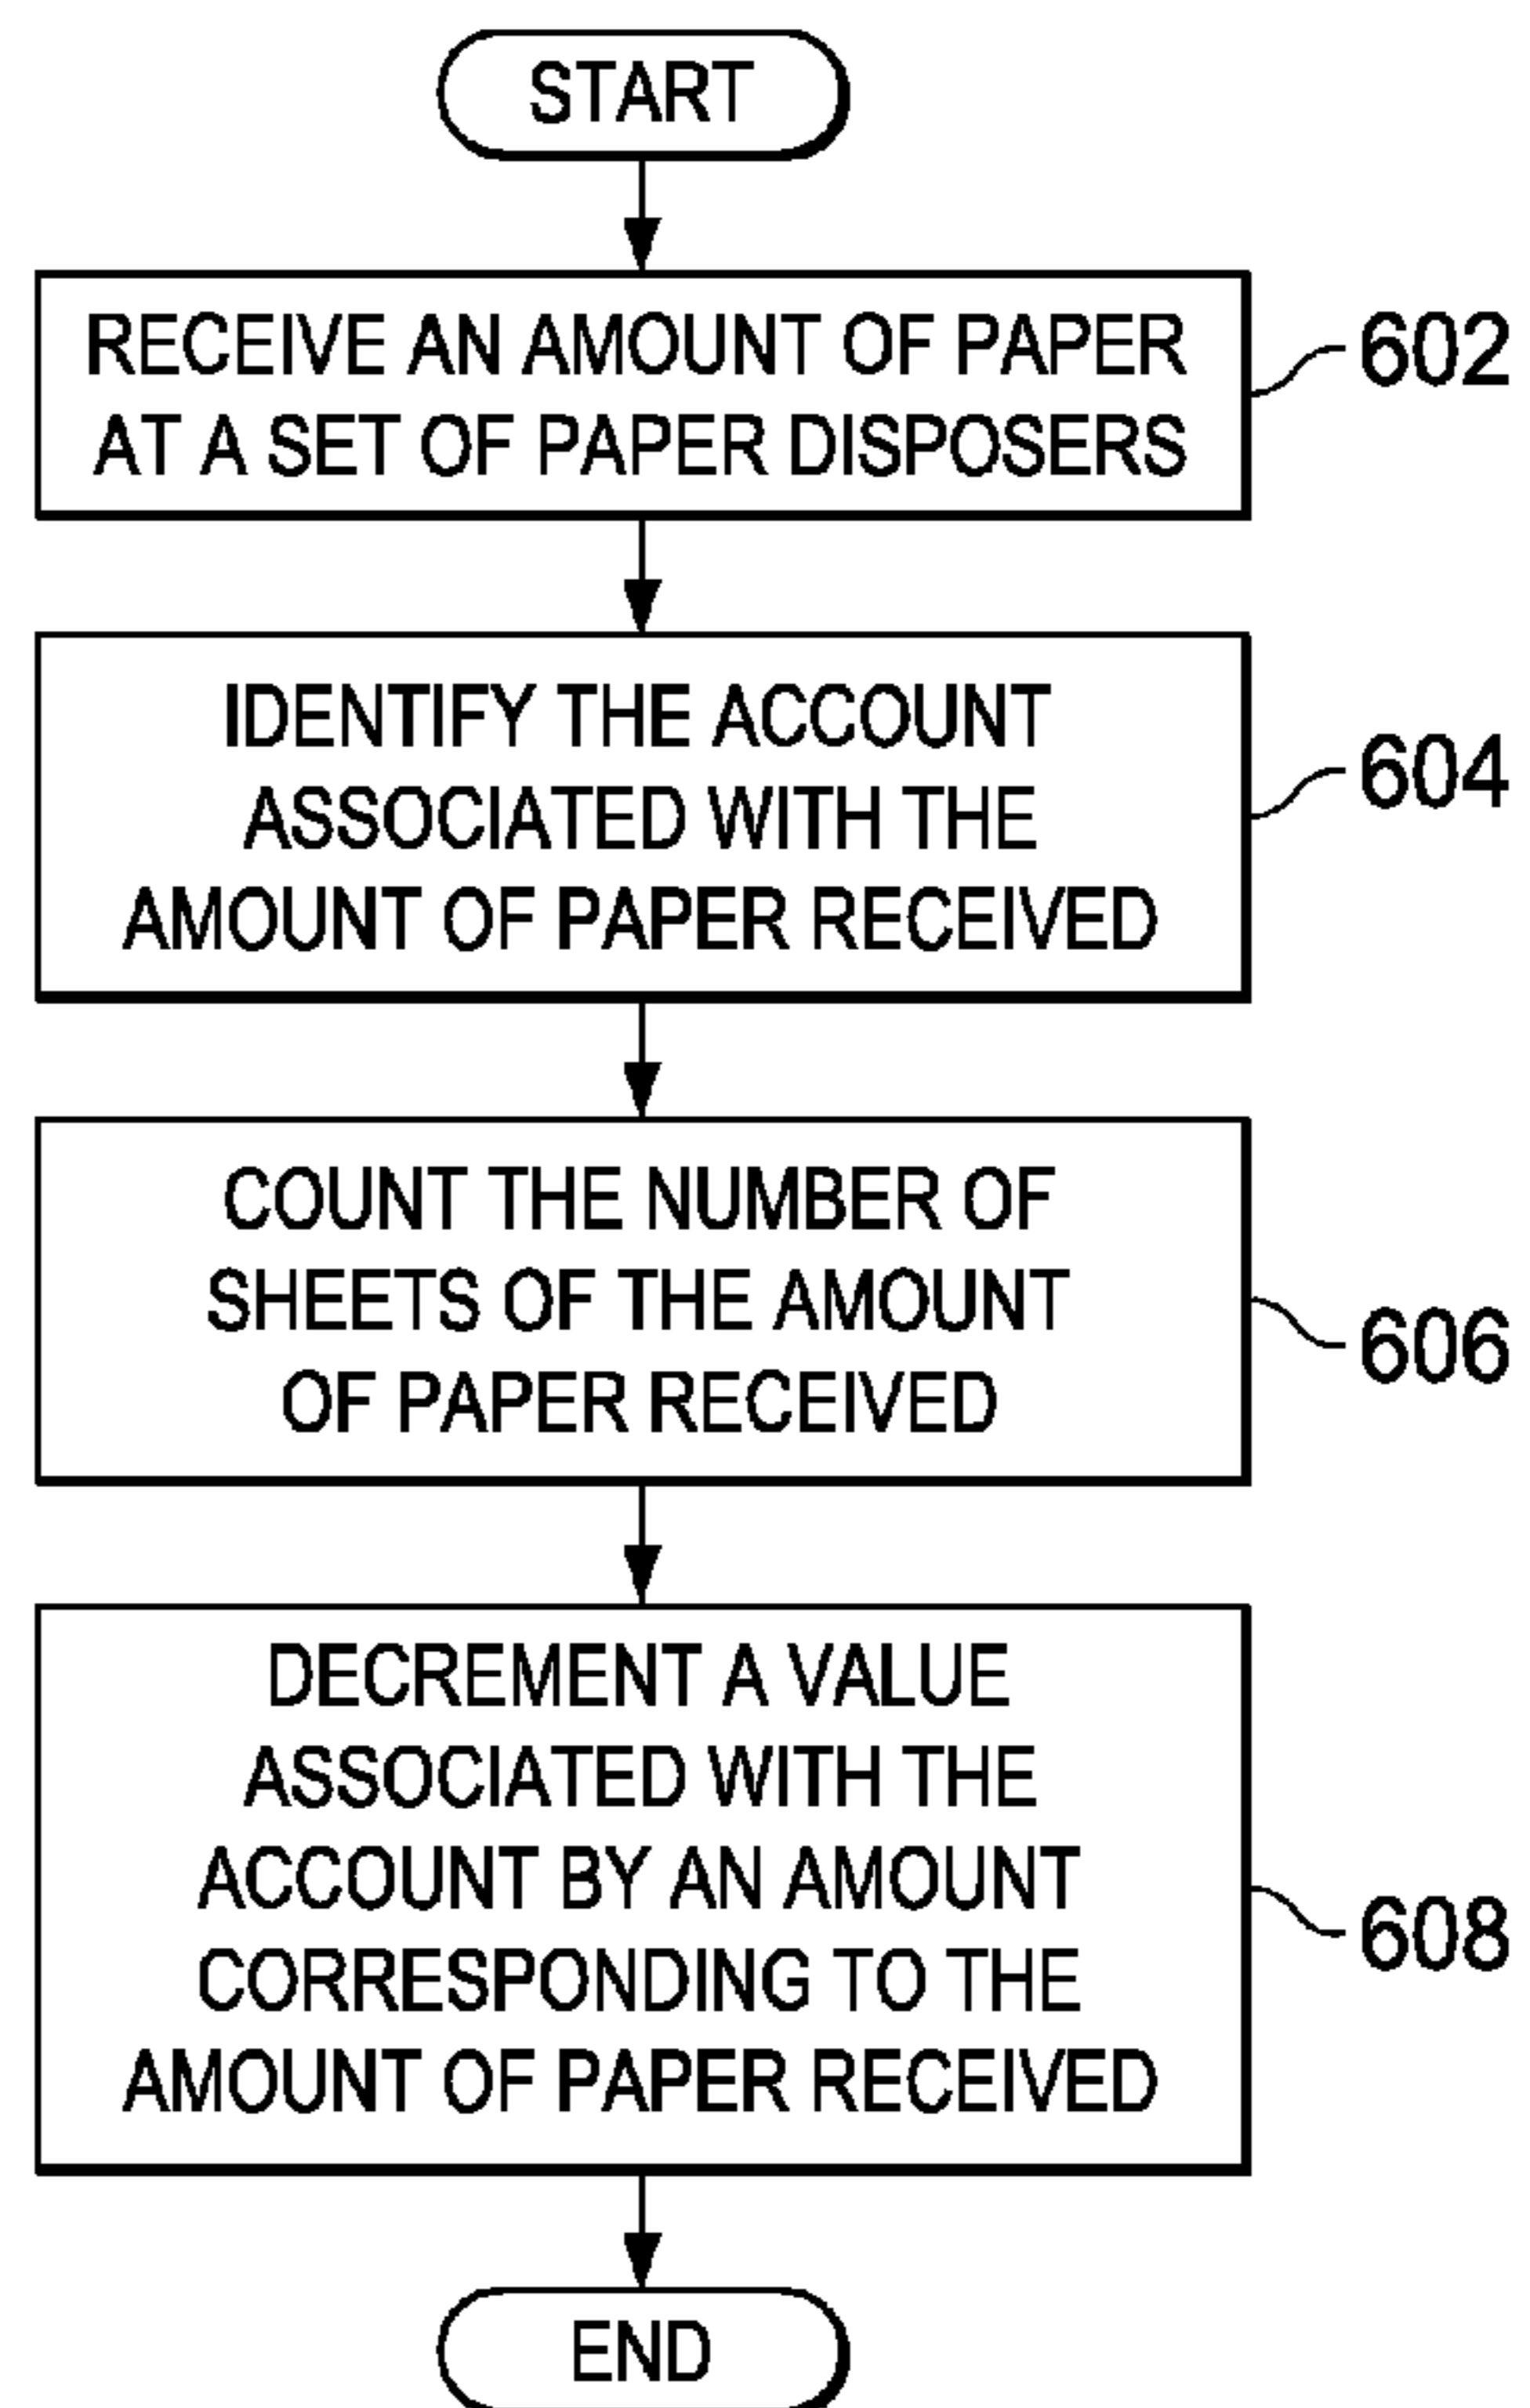 START
RECEIVE AN AMOUNT OF PAPER
AT A SET OF PAPER DISPOSERS
602
IDENTIFY THE ACCOUNT
ASSOCIATED WITH THE
AMOUNT OF PAPER RECEIVED
604
COUNT THE NUMBER OF
SHEETS OF THE AMOUNT
OF PAPER RECEIVED
606
DECREMENT A VALUE
ASSOCIATED WITH THE
ACCOUNT BY AN AMOUNT
CORRESPONDING TO THE
AMOUNT OF PAPER RECEIVED
608
END